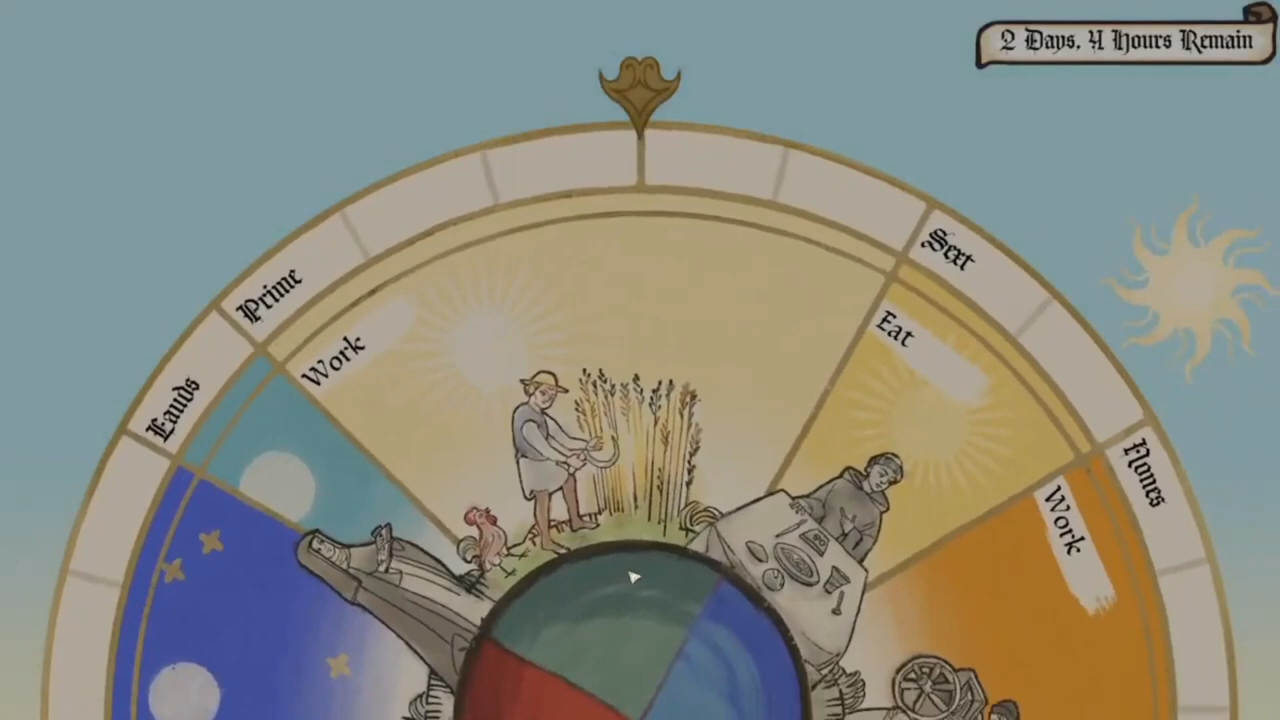 2 Days, 4 Hours Remain
Sext
Prime
Eat
Work
Lauds
Nones
Work